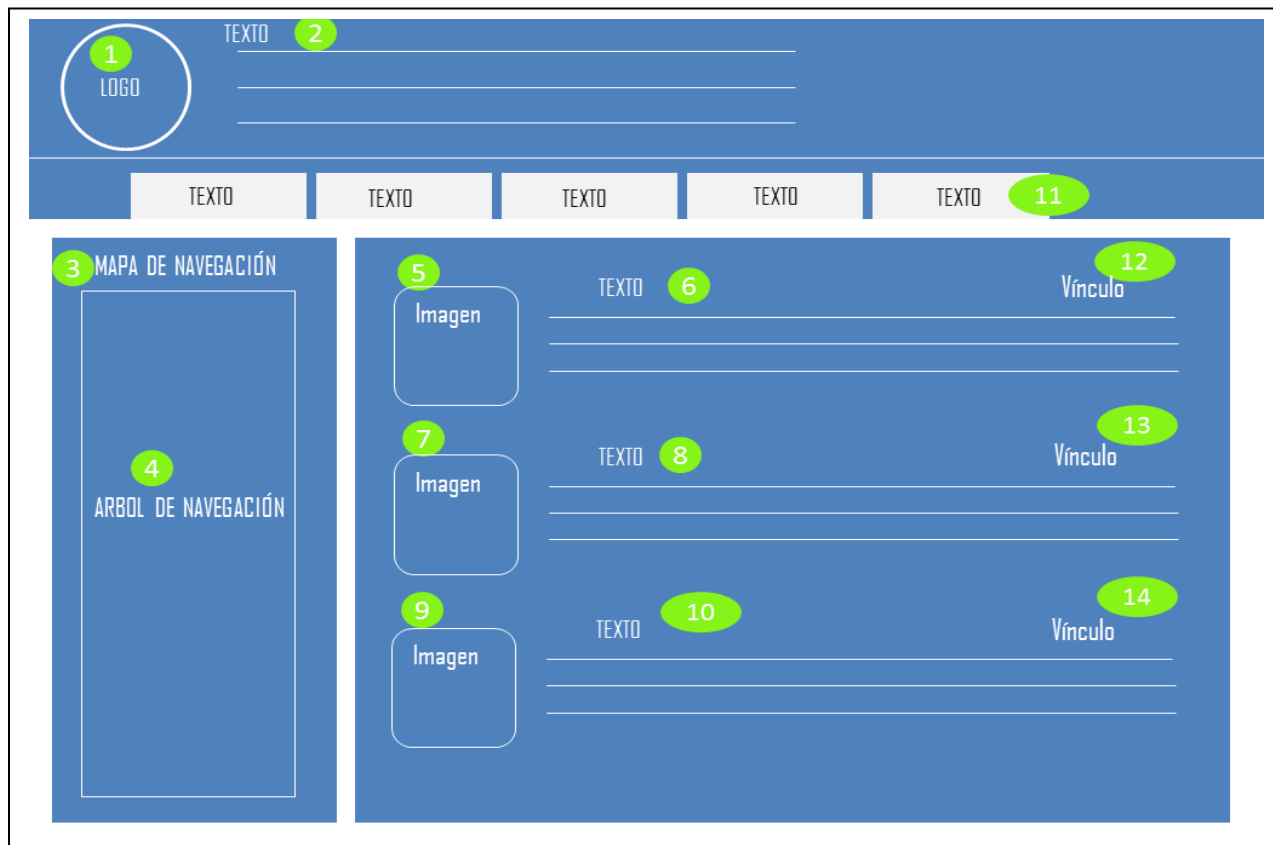 1
LOGO
TEXTO 2
TEXTO TEXTO TEXTO TEXTO TEXTO 11
3 MAPA DE NAVEGACIÓN
4
ARBOL DE NAVEGACIÓN
5
Imagen
TEXTO 6
12
Vínculo
7
Imagen
TEXTO 8
13
Vínculo
9
Imagen
TEXTO 10
14
Vínculo